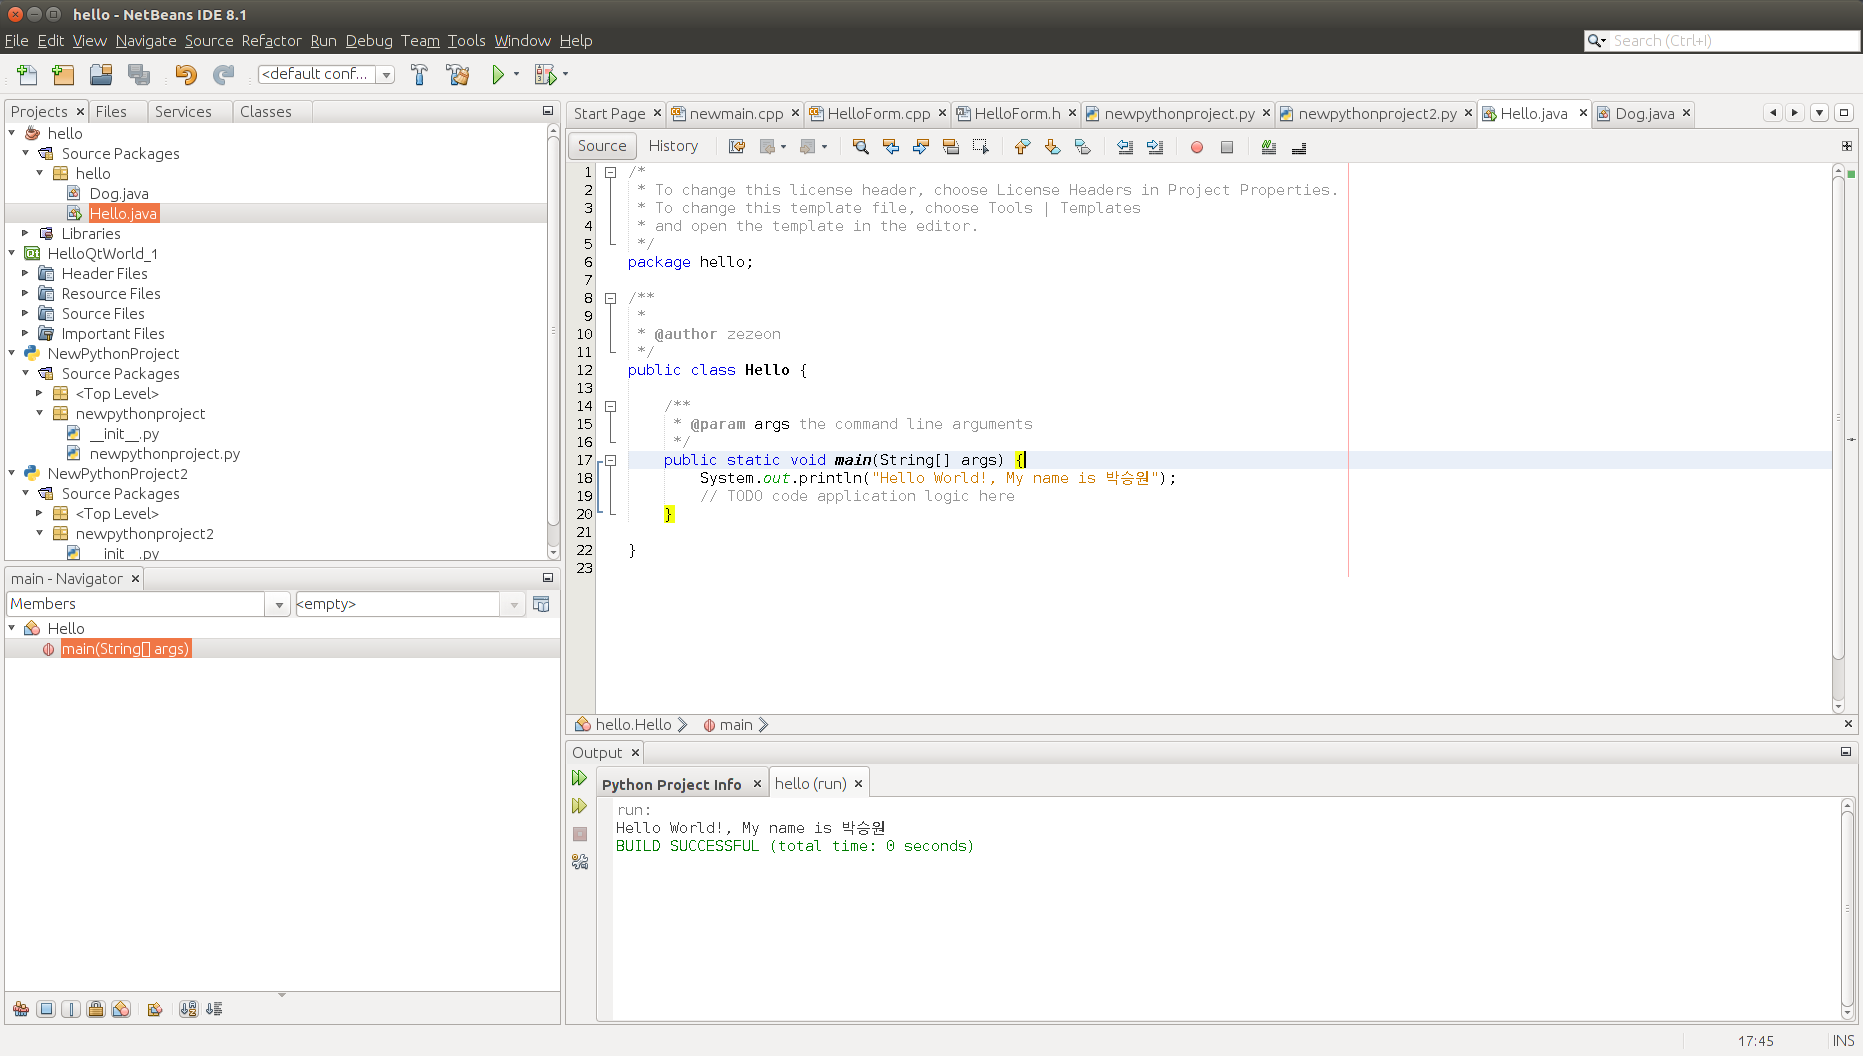 hello - NetBeans IDE 8.1
File Edit View Navigate Source Refactor Run Debug Team Tools Window Help
Search (Ctrl+I)
<default conf...
Projects Files Services Classes
hello
Source Packages
hello
Dog.java
Hello.java
Libraries
HelloQtWorld_1
Header Files
Resource Files
Source Files
Important Files
NewPythonProject
Source Packages
<Top Level>
newpythonproject
__init__.py
newpythonproject.py
NewPythonProject2
Source Packages
<Top Level>
newpythonproject2
__init__.py
main - Navigator
Members <empty>
Hello
main(String[] args)
Start Page newmain.cpp HelloForm.cpp HelloForm.h newpythonproject.py newpythonproject2.py Hello.java Dog.java
Source History
1 /*
2 * To change this license header, choose License Headers in Project Properties.
3 * To change this template file, choose Tools | Templates
4 * and open the template in the editor.
5 */
6 package hello;
7
8 /**
9 *
10 * @author zezeon
11 */
12 public class Hello {
13
14 /**
15 * @param args the command line arguments
16 */
17 public static void main(String[] args) {
18 System.out.println("Hello World!, My name is 박승원");
19 // TODO code application logic here
20 }
21
22 }
23
hello.Hello main
Output
Python Project Info hello (run)
run:
Hello World!, My name is 박승원
BUILD SUCCESSFUL (total time: 0 seconds)
17:45 INS